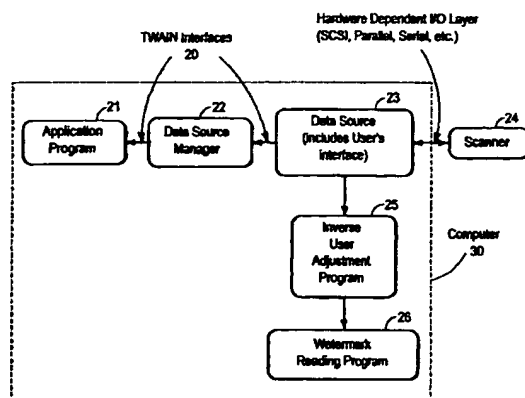 Hardware Dependent I/O Layer
(SCSI, Parallel, Serial, etc.)
TWAIN Interfaces
20
21
22
23
24
Application
Program
Data Source
Manager
Data Source
(includes User's
interface)
Scanner
25
Inverse
User
Adjustment
Program
Computer
30
26
Watermark
Reading Program